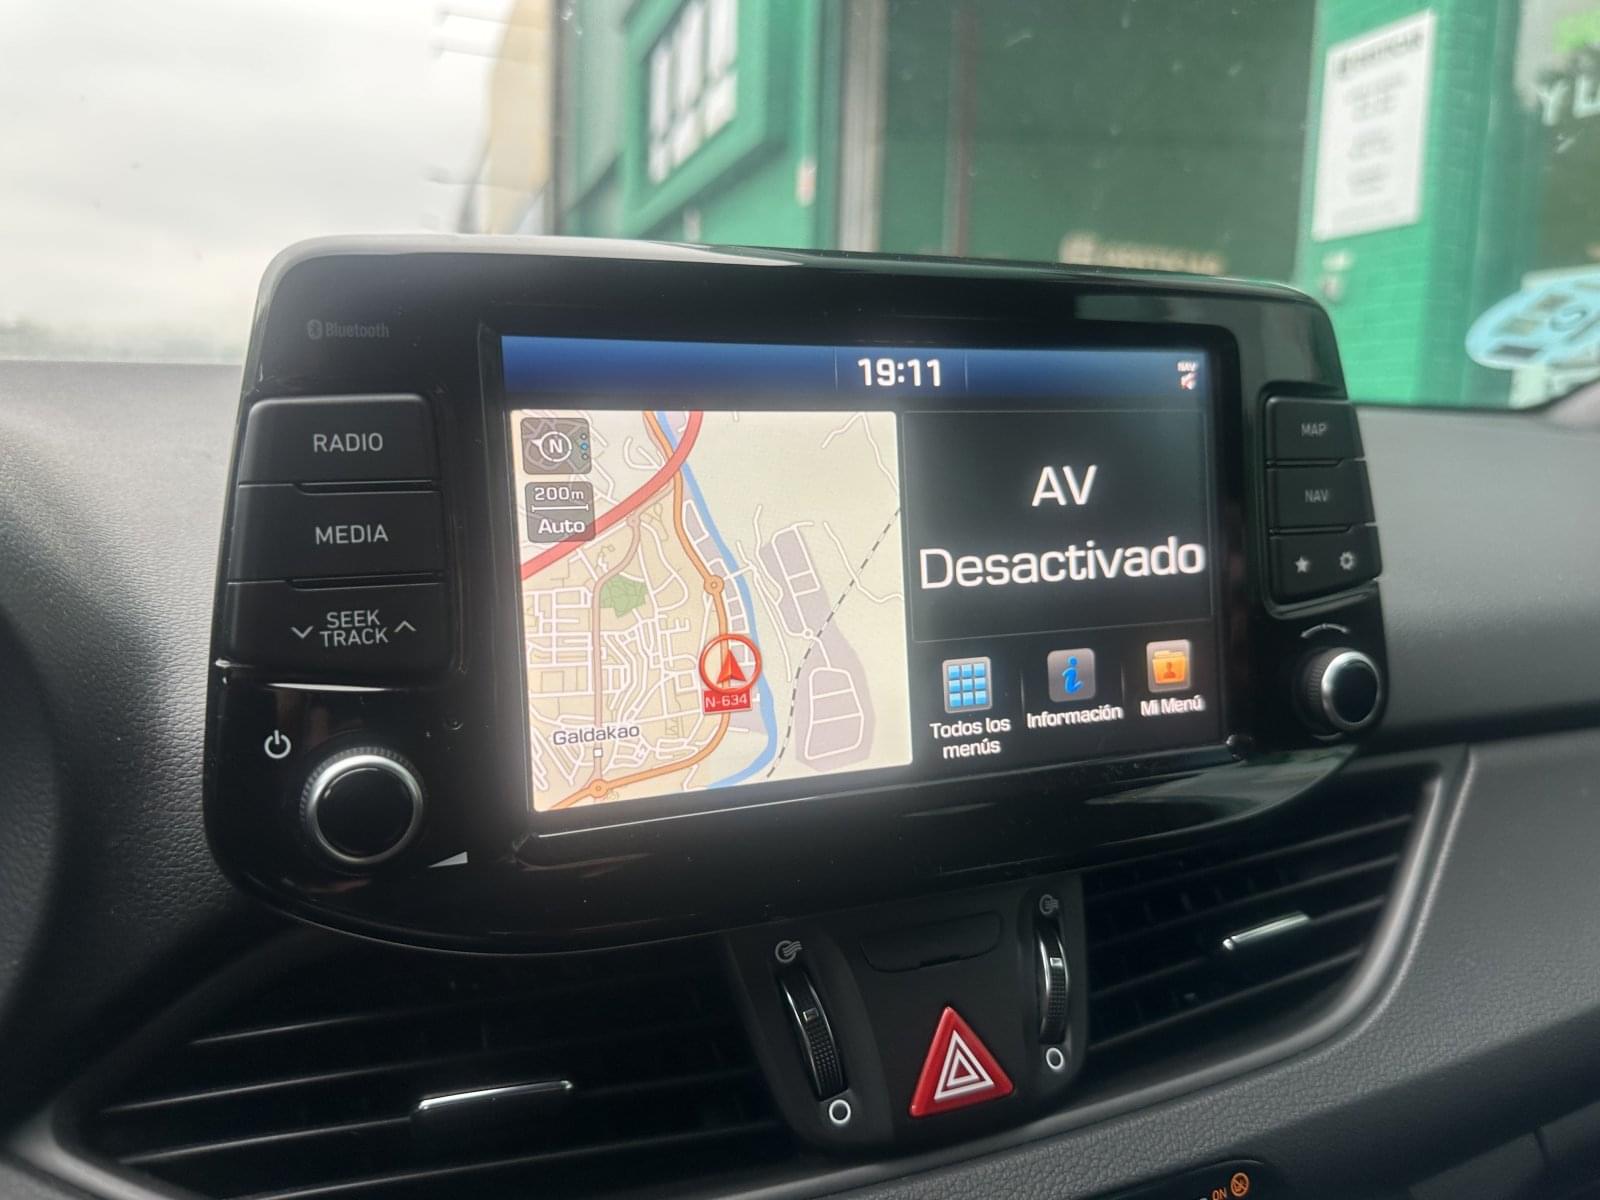 Bluetooth
RADIO
MEDIA
SEEK
TRACK
19:11
NAV
N
200m
Auto
N-634
Galdakao
AV
Desactivado
Todos los
menús
Información
Mi Menú
MAP
NAV
ON
Y L